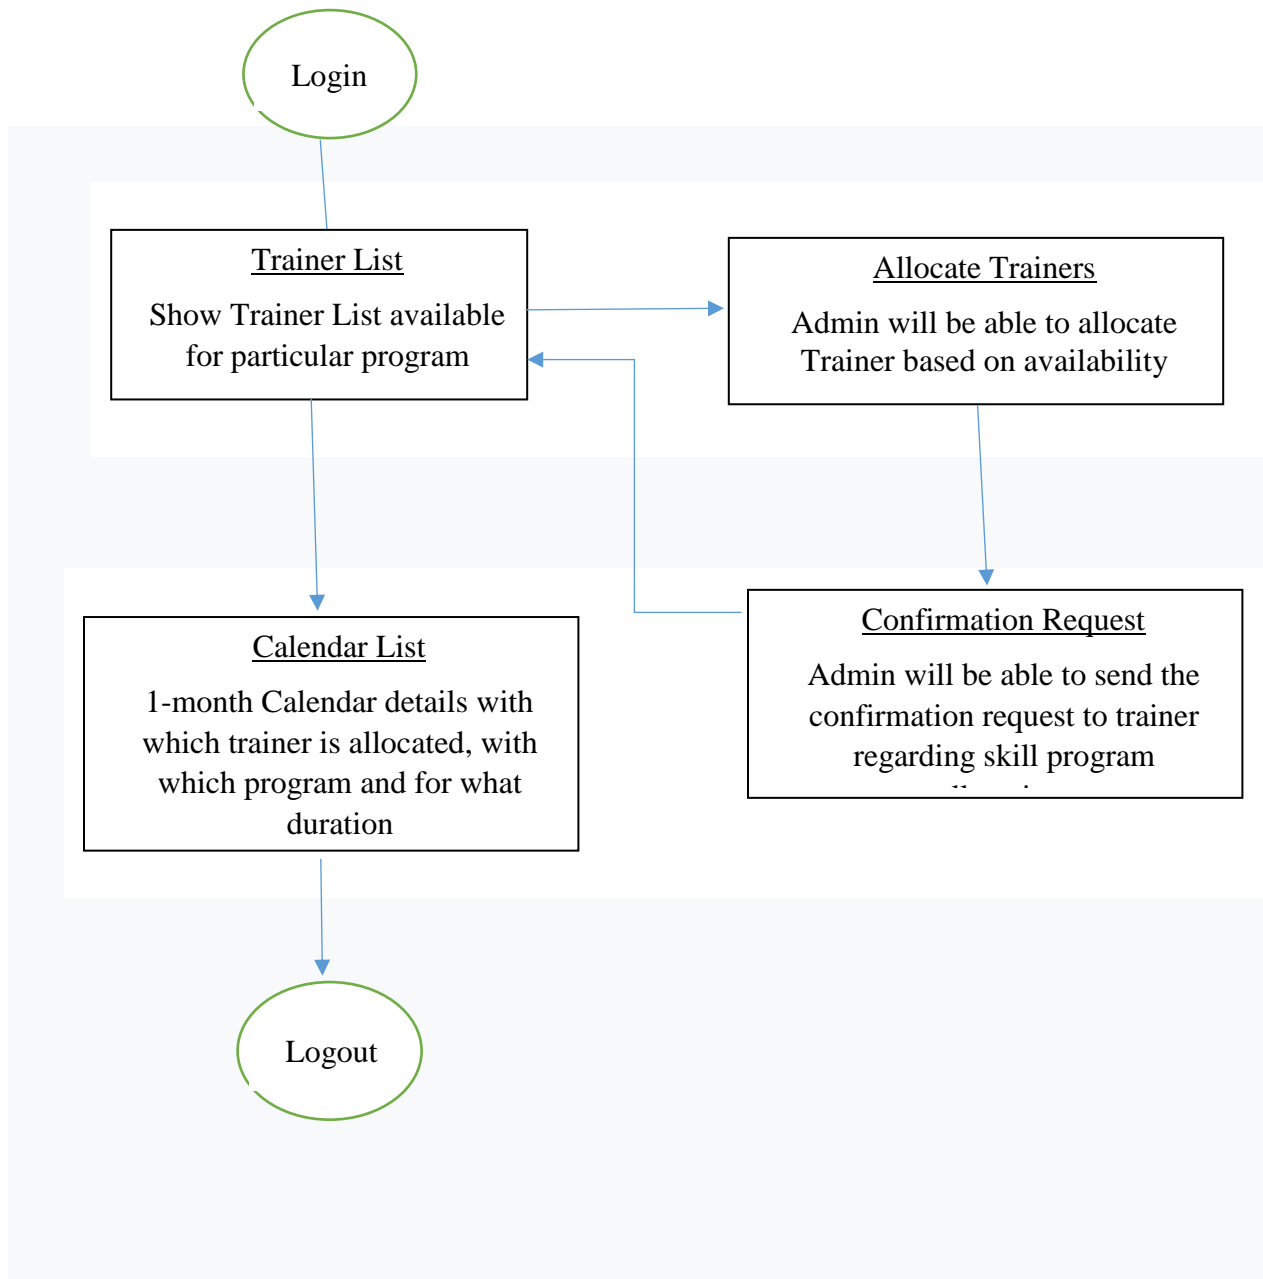 Login
Trainer List
Show Trainer List available
for particular program
Allocate Trainers
Admin will be able to allocate
Trainer based on availability
Calendar List
1-month Calendar details with
which trainer is allocated, with
which program and for what
duration
Confirmation Request
Admin will be able to send the
confirmation request to trainer
regarding skill program
Logout